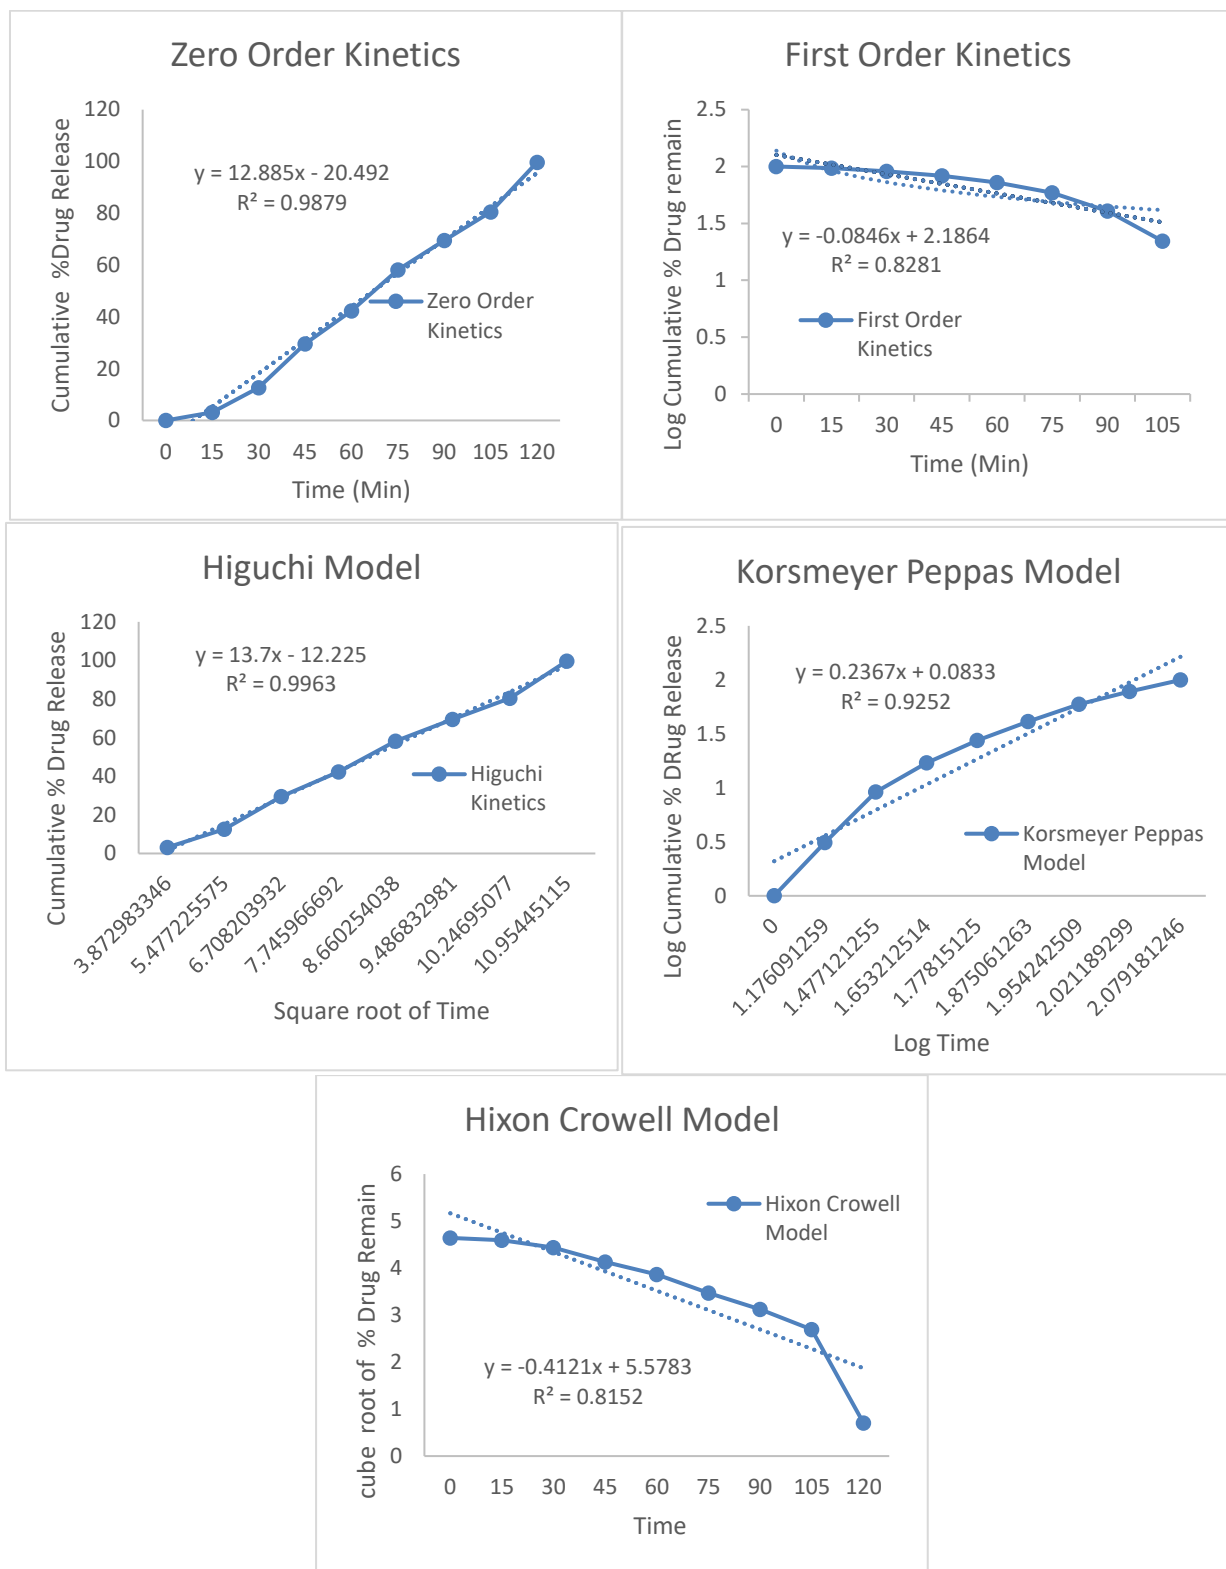 Zero Order Kinetics
120
100
80
60
40
20
0
Cumulative %Drug Release
y = 12.885x - 20.492
R² = 0.9879
Zero Order
Kinetics
0 15 30 45 60 75 90 105 120
Time (Min)
First Order Kinetics
2.5
2
1.5
1
0.5
0
Log Cumulative % Drug remain
y = -0.0846x + 2.1864
R² = 0.8281
First Order
Kinetics
0 15 30 45 60 75 90 105
Time (Min)
Higuchi Model
120
100
80
60
40
20
0
Cumulative % Drug Release
y = 13.7x - 12.225
R² = 0.9963
Higuchi
Kinetics
3.872983346
5.477225575
6.708203932
7.745966692
8.660254038
9.486832981
10.24695077
10.95445115
Square root of Time
Korsmeyer Peppas Model
2.5
2
1.5
1
0.5
0
Log Cumulative % DRug Release
y = 0.2367x + 0.0833
R² = 0.9252
Korsmeyer Peppas
Model
0
1.176091259
1.477121255
1.653212514
1.77815125
1.875061263
1.954242509
2.021189299
2.079181246
Log Time
Hixon Crowell Model
6
5
4
3
2
1
0
cube root of % Drug Remain
Hixon Crowell
Model
y = -0.4121x + 5.5783
R² = 0.8152
0 15 30 45 60 75 90 105 120
Time